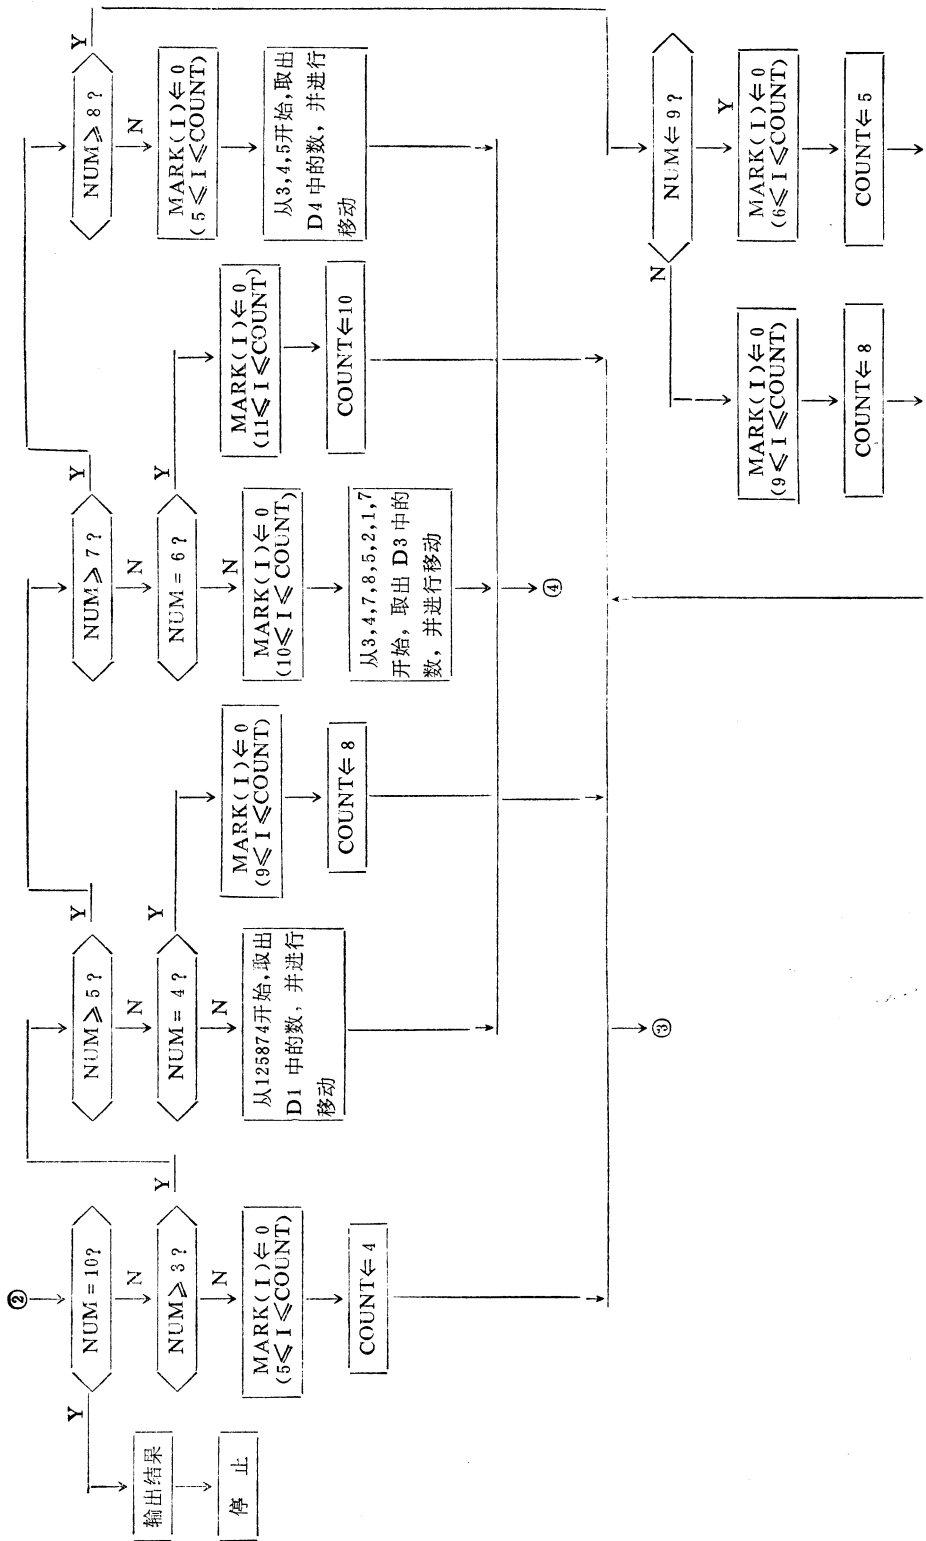 ②
NUM=10?
Y
N
输出结果
停 止
NUM⩾3?
Y
N
MARK(I)⇐0
(5⩽I⩽COUNT)
COUNT⇐4
NUM⩾5?
Y
N
NUM=4?
Y
N
从125874开始,取出
D1中的数,并进行
移动
MARK(I)⇐0
(9⩽I⩽COUNT)
COUNT⇐8
NUM⩾7?
Y
N
NUM=6?
Y
N
MARK(I)⇐0
(10⩽I⩽COUNT)
从3,4,7,8,5,2,1,7
开始,取出D3中的
数,并进行移动
MARK(I)⇐0
(11⩽I⩽COUNT)
COUNT⇐10
NUM⩾8?
Y
N
MARK(I)⇐0
(5⩽I⩽COUNT)
从3,4,5开始,取出
D4中的数,并进行
移动
④
③
NUM⇐9?
N
Y
MARK(I)⇐0
(9⩽I⩽COUNT)
COUNT⇐8
MARK(I)⇐0
(6⩽I⩽COUNT)
COUNT⇐5